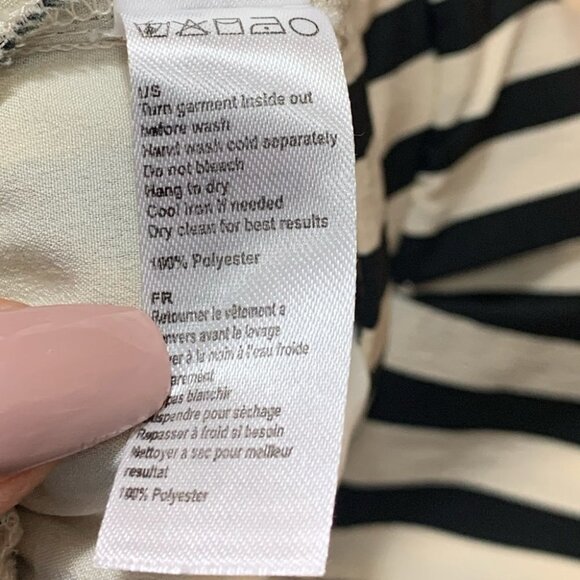 US
Turn garment inside out
before wash
Hand wash cold separately
Do not bleach
Hang in dry
Cool iron if needed
Dry clean for best results
100% Polyester
FR
Retourner le vêtement à
avant le lavage
à la main à l'eau froide
pas blanchir
pour séchage
Repasser à froid si besoin
Nettoyer a sec pour meilleur
resultat
100% Polyester